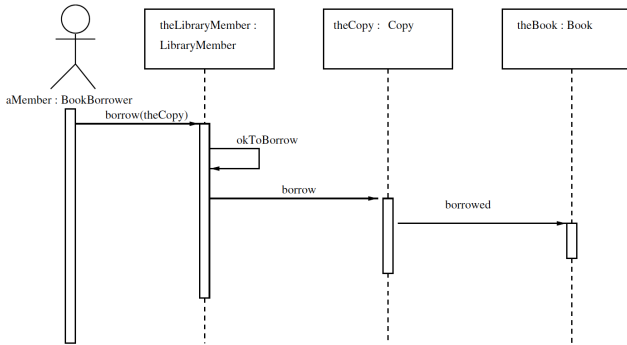 theLibraryMember :
LibraryMember
theCopy : Copy
theBook : Book
aMember : BookBorrower
borrow(theCopy)
okToBorrow
borrow
borrowed